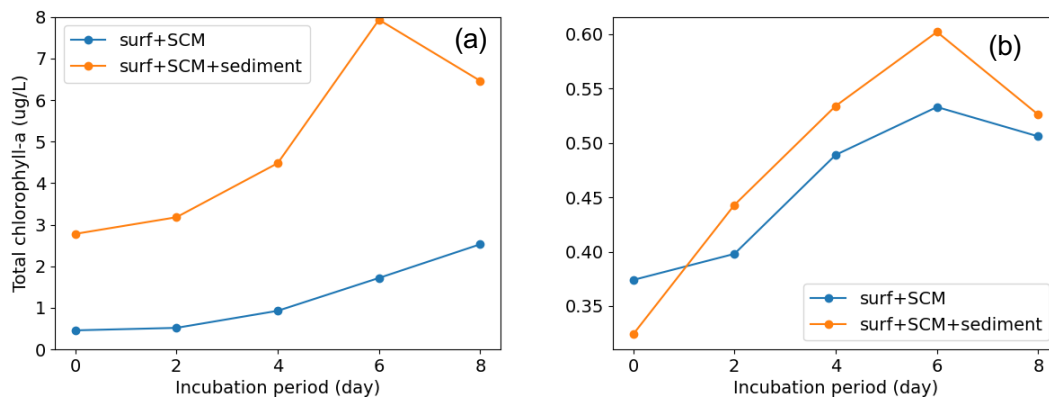 Total chlorophyll-a (ug/L)
8
7
6
5
4
3
2
1
0
surf+SCM
surf+SCM+sediment
(a)
0 2 4 6 8
Incubation period (day)
0.60
0.55
0.50
0.45
0.40
0.35
(b)
surf+SCM
surf+SCM+sediment
0 2 4 6 8
Incubation period (day)